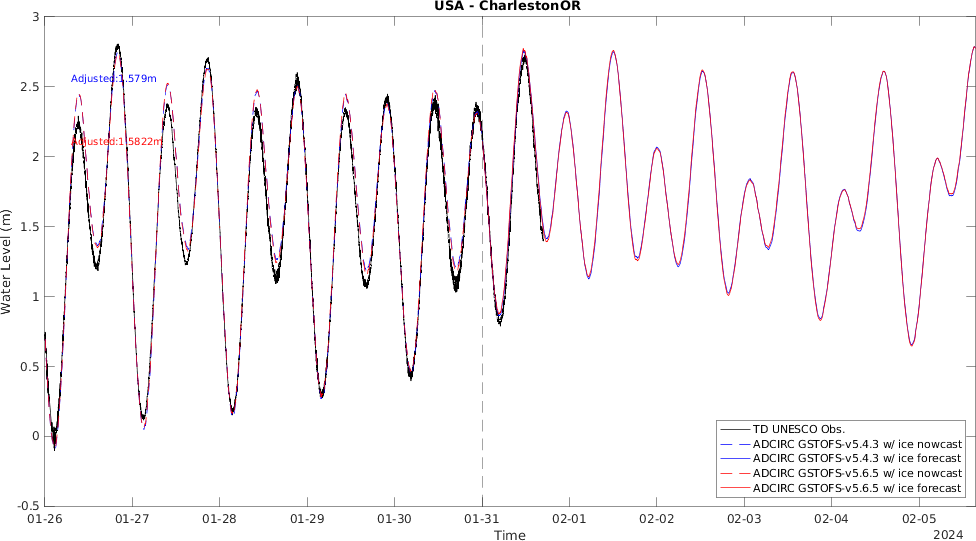 USA - CharlestonOR
3
2.5
2
1.5
1
0.5
0
-0.5
Water Level (m)
Adjusted:1.579m
Adjusted:1.5822m
TD UNESCO Obs.
ADCIRC GSTOFS-v5.4.3 w/ ice nowcast
ADCIRC GSTOFS-v5.4.3 w/ ice forecast
ADCIRC GSTOFS-v5.6.5 w/ ice nowcast
ADCIRC GSTOFS-v5.6.5 w/ ice forecast
01-26 01-27 01-28 01-29 01-30 01-31 02-01 02-02 02-03 02-04 02-05
Time
2024